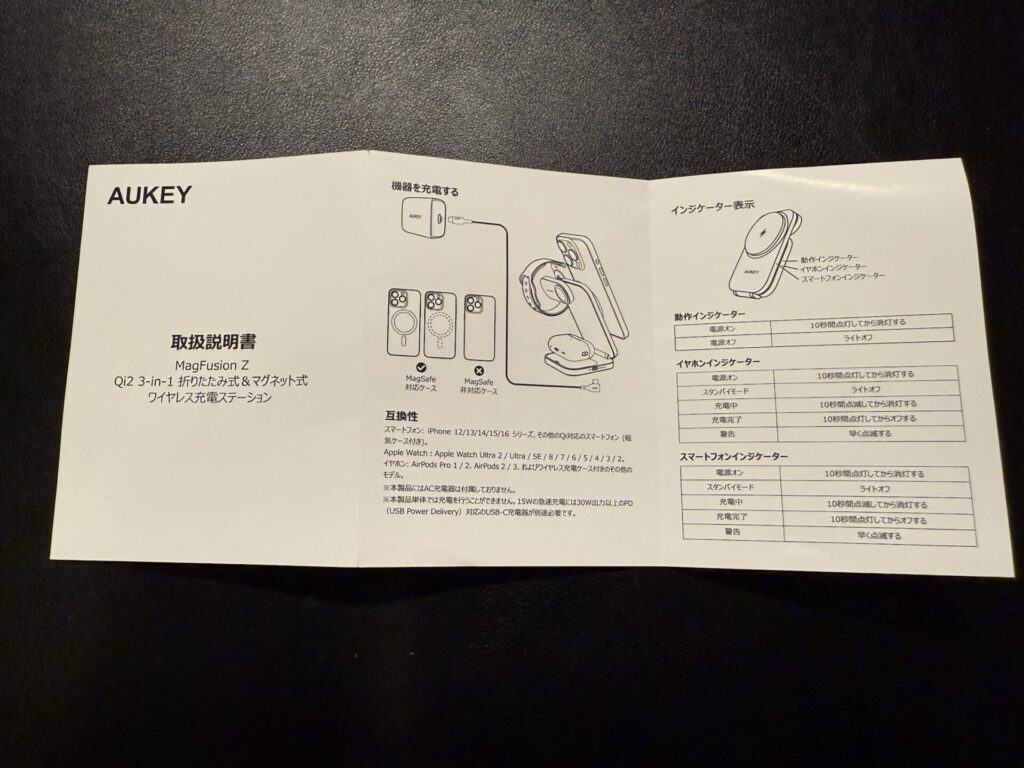 AUKEY
取扱説明書
MagFusion Z
Qi2 3-in-1 折りたたみ式＆マグネット式
ワイヤレス充電ステーション
機器を充電する
AUKEY
MagSafe
対応ケース
MagSafe
非対応ケース
互換性
スマートフォン: iPhone 12/13/14/15/16 シリーズ、その他のQi対応のスマートフォン (磁
気ケース付き)。
Apple Watch : Apple Watch Ultra 2 / Ultra / SE / 8 / 7 / 6 / 5 / 4 / 3 / 2。
イヤホン: AirPods Pro 1 / 2、AirPods 2 / 3、およびワイヤレス充電ケース付きのその他の
モデル。
※本製品にはAC充電器は付属しておりません。
※本製品単体では充電を行うことができません。15Wの急速充電には30W出力以上のPD
（USB Power Delivery）対応のUSB-C充電器が別途必要です。
インジケーター表示
AUKEY
動作インジケーター
イヤホンインジケーター
スマートフォンインジケーター
動作インジケーター
電源オン 10秒間点灯してから消灯する
電源オフ ライトオフ
イヤホンインジケーター
電源オン 10秒間点灯してから消灯する
スタンバイモード ライトオフ
充電中 10秒間点滅してから消灯する
充電完了 10秒間点灯してからオフする
警告 早く点滅する
スマートフォンインジケーター
電源オン 10秒間点灯してから消灯する
スタンバイモード ライトオフ
充電中 10秒間点滅してから消灯する
充電完了 10秒間点灯してからオフする
警告 早く点滅する